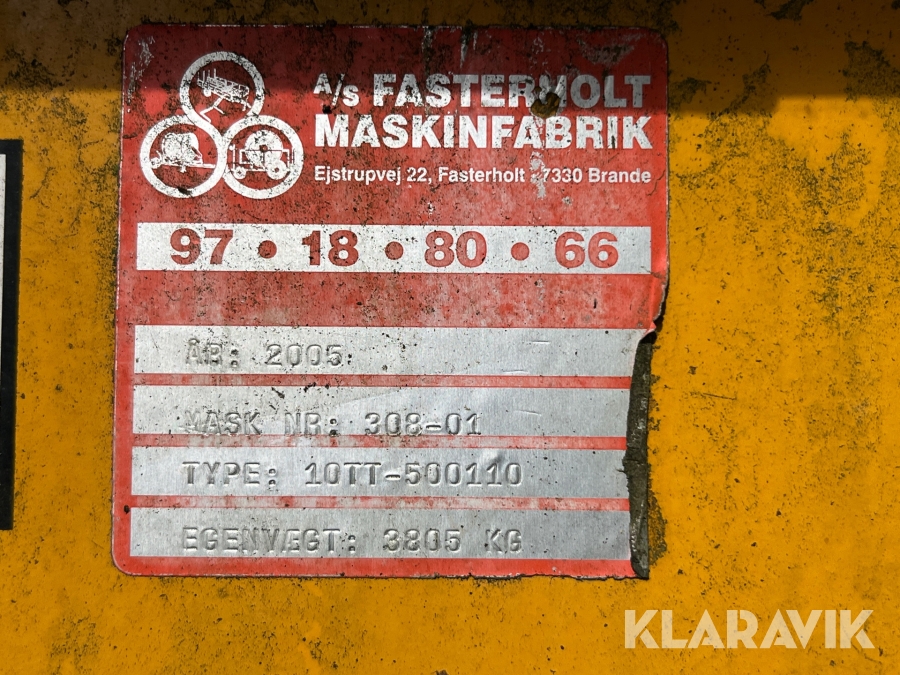 A/s FASTERHOLT
MASKINFABRIK
Ejstrupvej 22, Fasterholt - 7330 Brande
97 • 18 • 80 • 66
ÅR: 2005
MASK NR: 308-01
TYPE: 10TT-500110
EGENVÆGT: 3805 KG
KLARAVIK